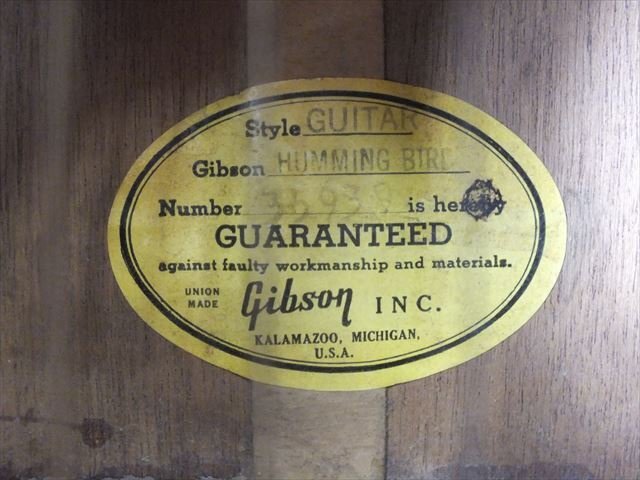 Style GUITAR
Gibson HUMMING BIRD
Number 33938 is hereby
GUARANTEED
against faulty workmanship and materials.
UNION
MADE
Gibson INC.
KALAMAZOO, MICHIGAN,
U.S.A.